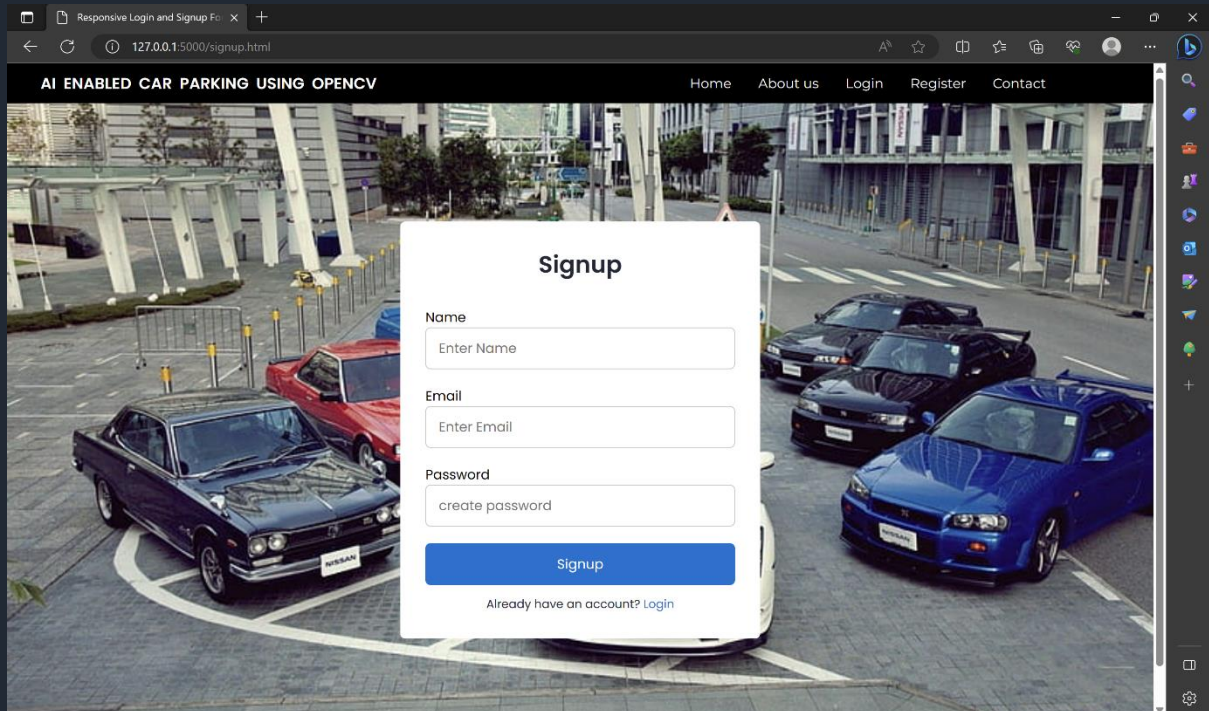 Responsive Login and Signup Fo
127.0.0.1:5000/signup.html
AI ENABLED CAR PARKING USING OPENCV
Home About us Login Register Contact
Signup
Name
Enter Name
Email
Enter Email
Password
create password
Signup
Already have an account? Login
NISSAN
NISSAN
NISSAN